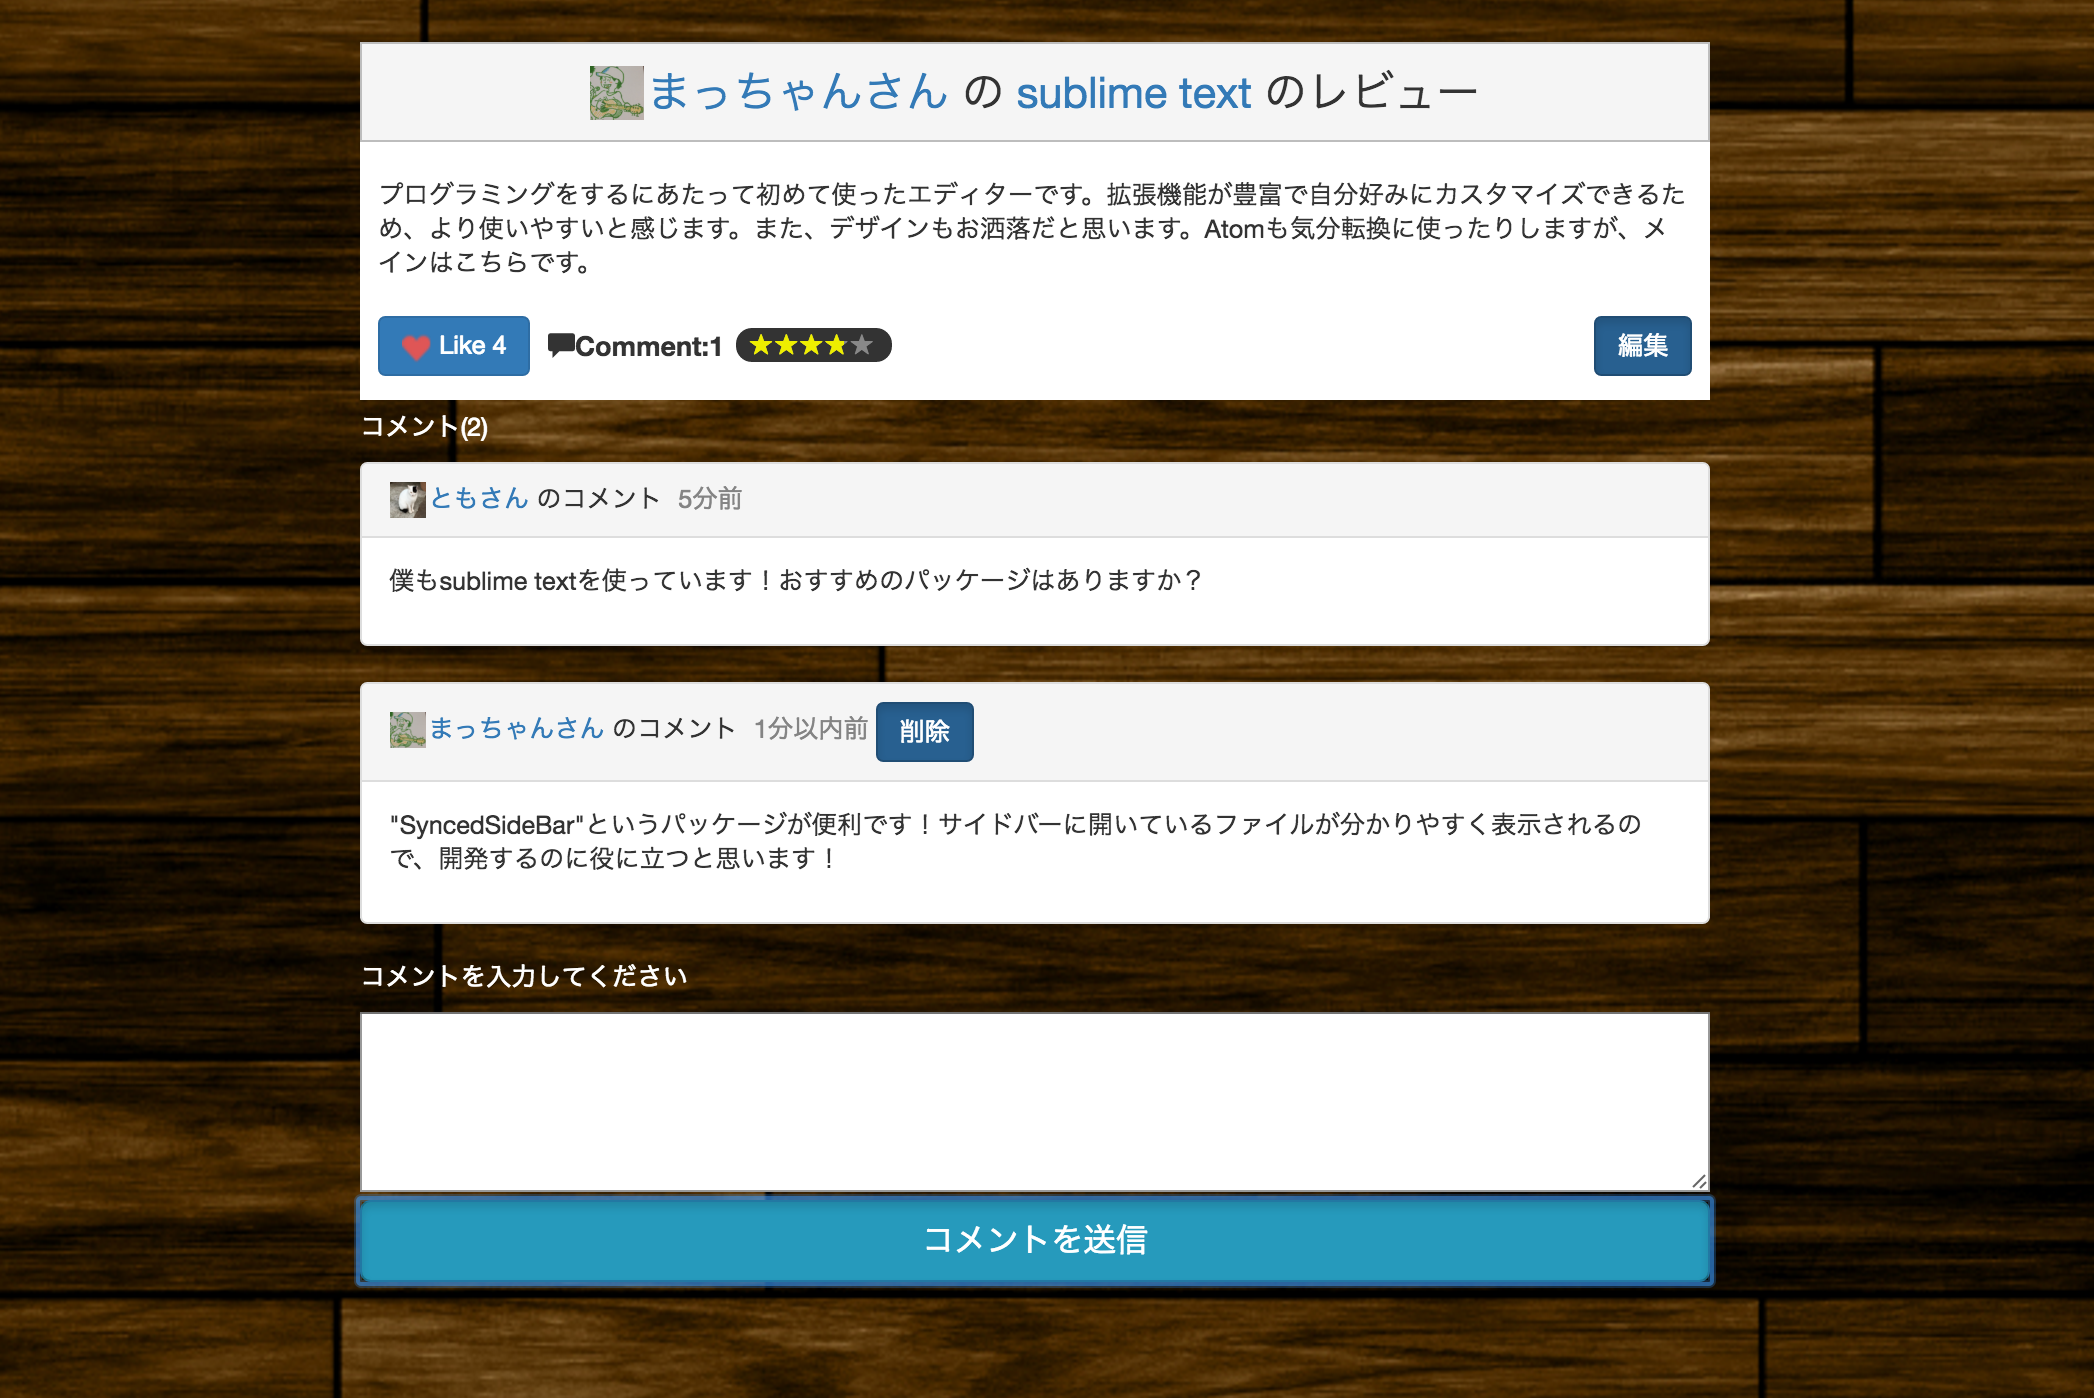 まっちゃんさん の sublime text のレビュー
プログラミングをするにあたって初めて使ったエディターです。拡張機能が豊富で自分好みにカスタマイズできるた
め、より使いやすいと感じます。また、デザインもお洒落だと思います。Atomも気分転換に使ったりしますが、メ
インはこちらです。
Like 4 Comment:1 ★★★★★ 編集
コメント(2)
ともさん のコメント 5分前
僕もsublime textを使っています！おすすめのパッケージはありますか？
まっちゃんさん のコメント 1分以内前 削除
"SyncedSideBar"というパッケージが便利です！サイドバーに開いているファイルが分かりやすく表示されるの
で、開発するのに役に立つと思います！
コメントを入力してください
コメントを送信